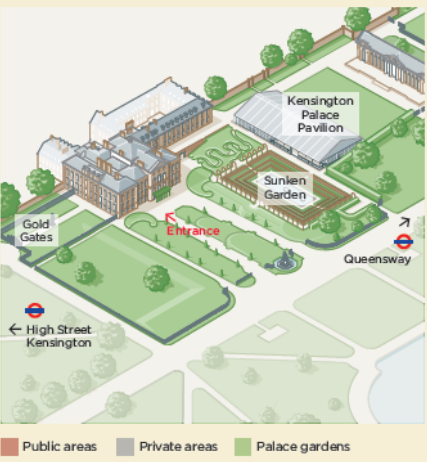 Kensington
Palace
Pavilion
Sunken
Garden
Gold
Gates
Entrance
Queensway
← High Street
Kensington
Public areas
Private areas
Palace gardens